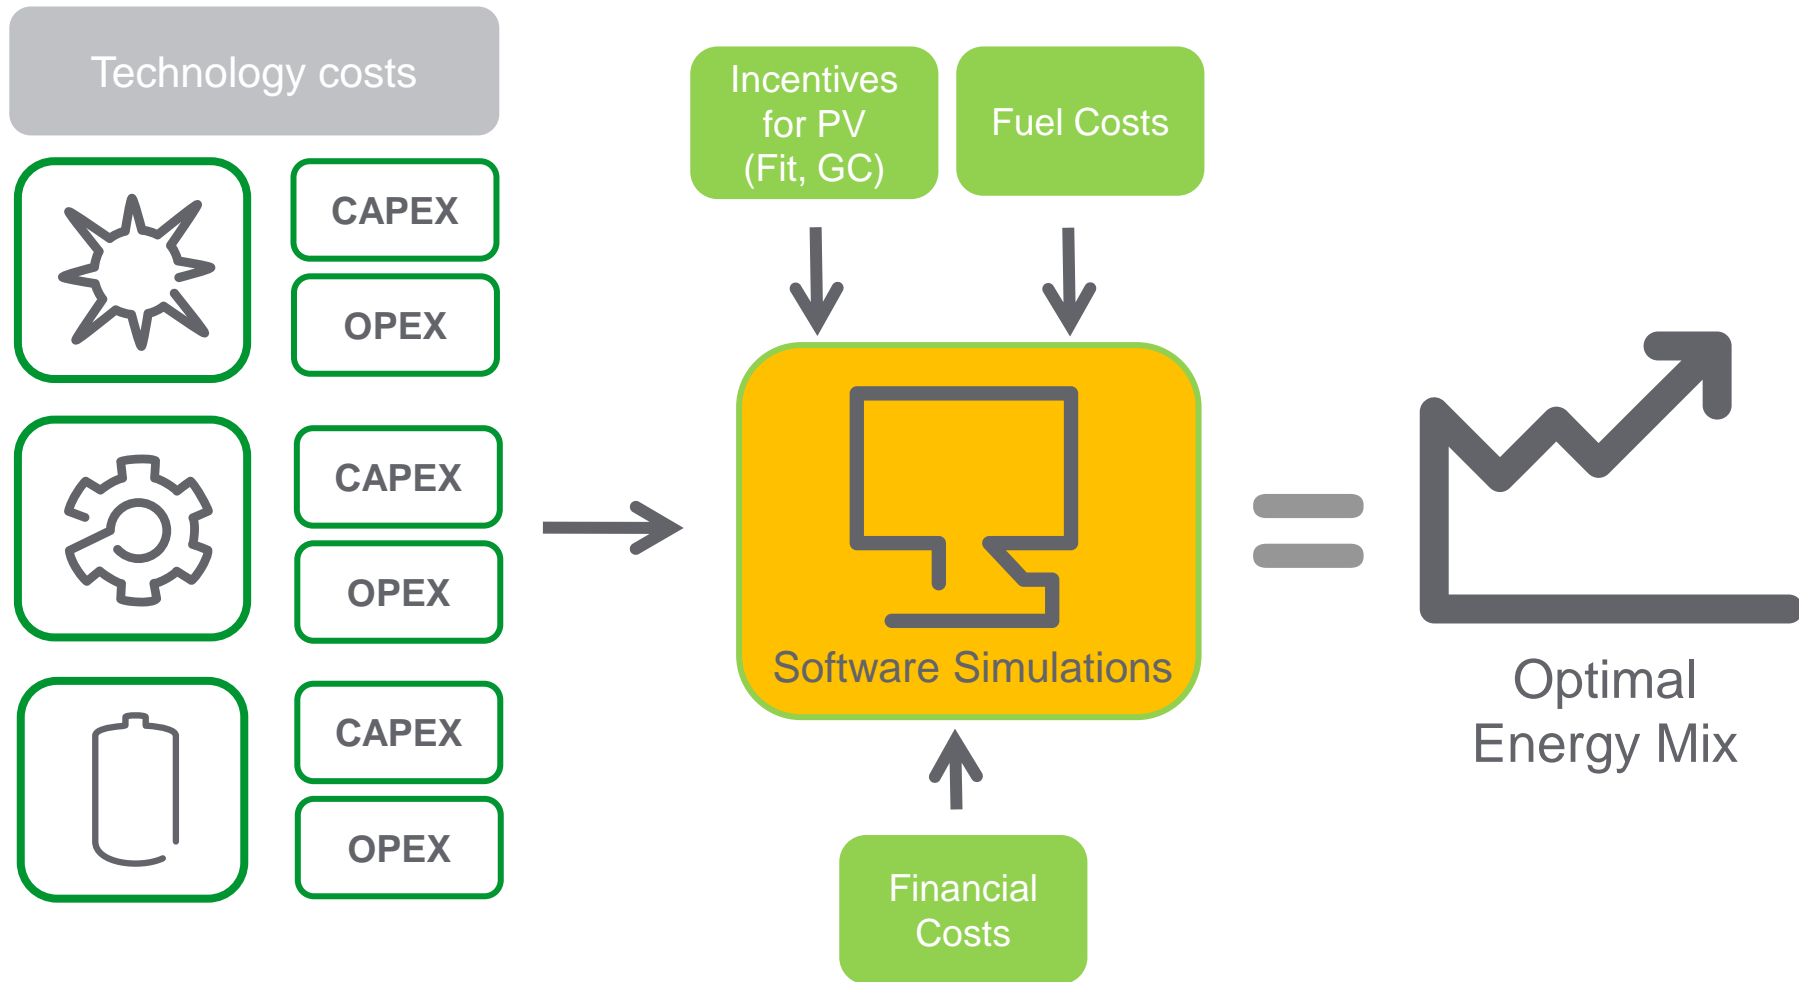 Technology costs
CAPEX
OPEX
CAPEX
OPEX
CAPEX
OPEX
Incentives
for PV
(Fit, GC)
Fuel Costs
Software Simulations
Financial
Costs
Optimal
Energy Mix